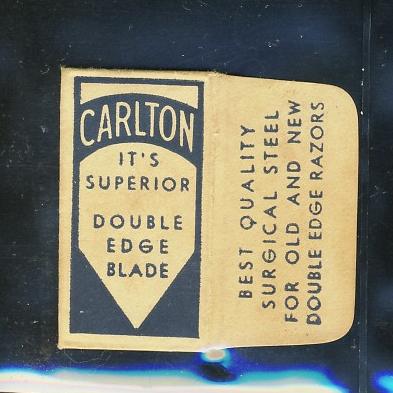 CARLTON
IT'S
SUPERIOR
DOUBLE
EDGE
BLADE
BEST QUALITY
SURGICAL STEEL
FOR OLD AND NEW
DOUBLE EDGE RAZORS